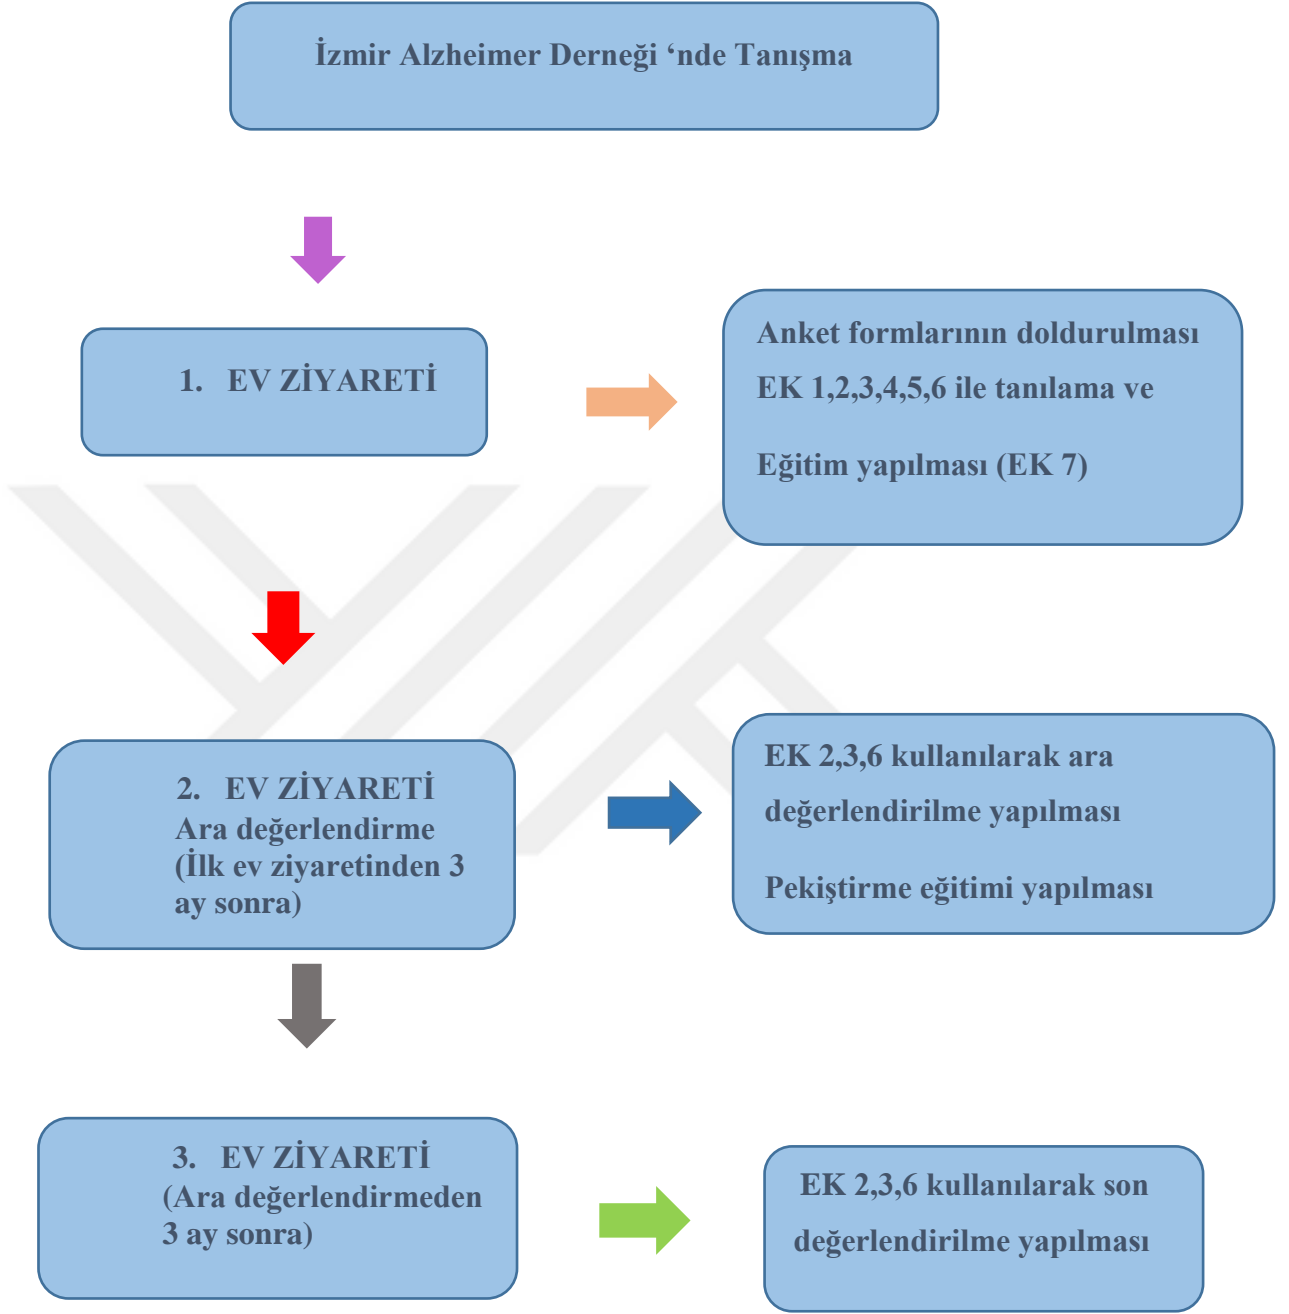 İzmir Alzheimer Derneği ‘nde Tanışma
1. EV ZİYARETİ
Anket formlarının doldurulması
EK 1,2,3,4,5,6 ile tanılama ve
Eğitim yapılması (EK 7)
2. EV ZİYARETİ
Ara değerlendirme
(İlk ev ziyaretinden 3
ay sonra)
EK 2,3,6 kullanılarak ara
değerlendirilme yapılması
Pekiştirme eğitimi yapılması
3. EV ZİYARETİ
(Ara değerlendirmeden
3 ay sonra)
EK 2,3,6 kullanılarak son
değerlendirilme yapılması